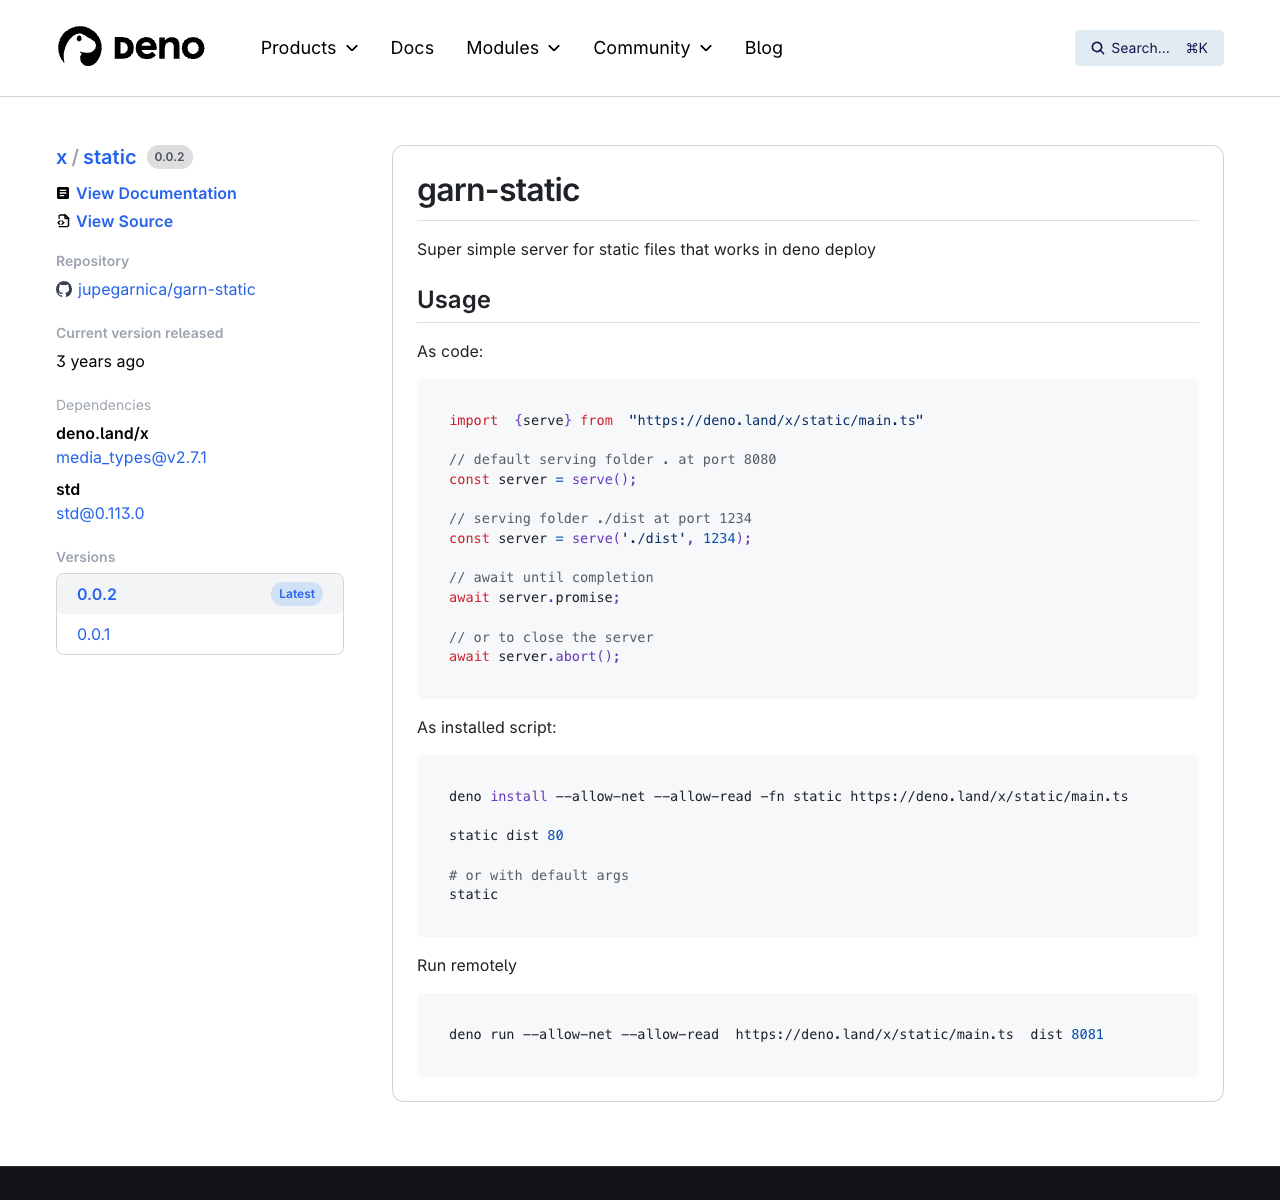 DENO
Products
Docs
Modules
Community
Blog
Search... ⌘K
x / static 0.0.2
View Documentation
View Source
Repository
jupegarnica/garn-static
Current version released
3 years ago
Dependencies
deno.land/x
media_types@v2.7.1
std
std@0.113.0
Versions
0.0.2 Latest
0.0.1
garn-static
Super simple server for static files that works in deno deploy
Usage
As code:
import  {serve} from  "https://deno.land/x/static/main.ts"
// default serving folder . at port 8080
const server = serve();
// serving folder ./dist at port 1234
const server = serve('./dist', 1234);
// await until completion
await server.promise;
// or to close the server
await server.abort();
As installed script:
deno install --allow-net --allow-read -fn static https://deno.land/x/static/main.ts
static dist 80
# or with default args
static
Run remotely
deno run --allow-net --allow-read  https://deno.land/x/static/main.ts  dist 8081